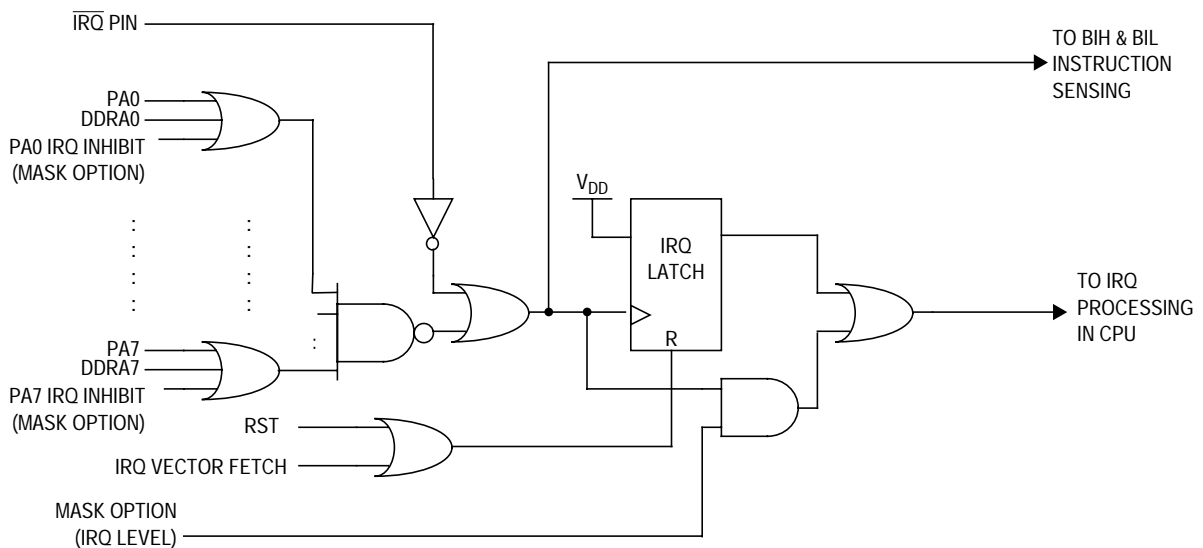 IRQ PIN
TO BIH & BIL
INSTRUCTION
SENSING
PA0
DDRA0
PA0 IRQ INHIBIT
(MASK OPTION)
VDD
IRQ
LATCH
R
TO IRQ
PROCESSING
IN CPU
PA7
DDRA7
PA7 IRQ INHIBIT
(MASK OPTION)
RST
IRQ VECTOR FETCH
MASK OPTION
(IRQ LEVEL)